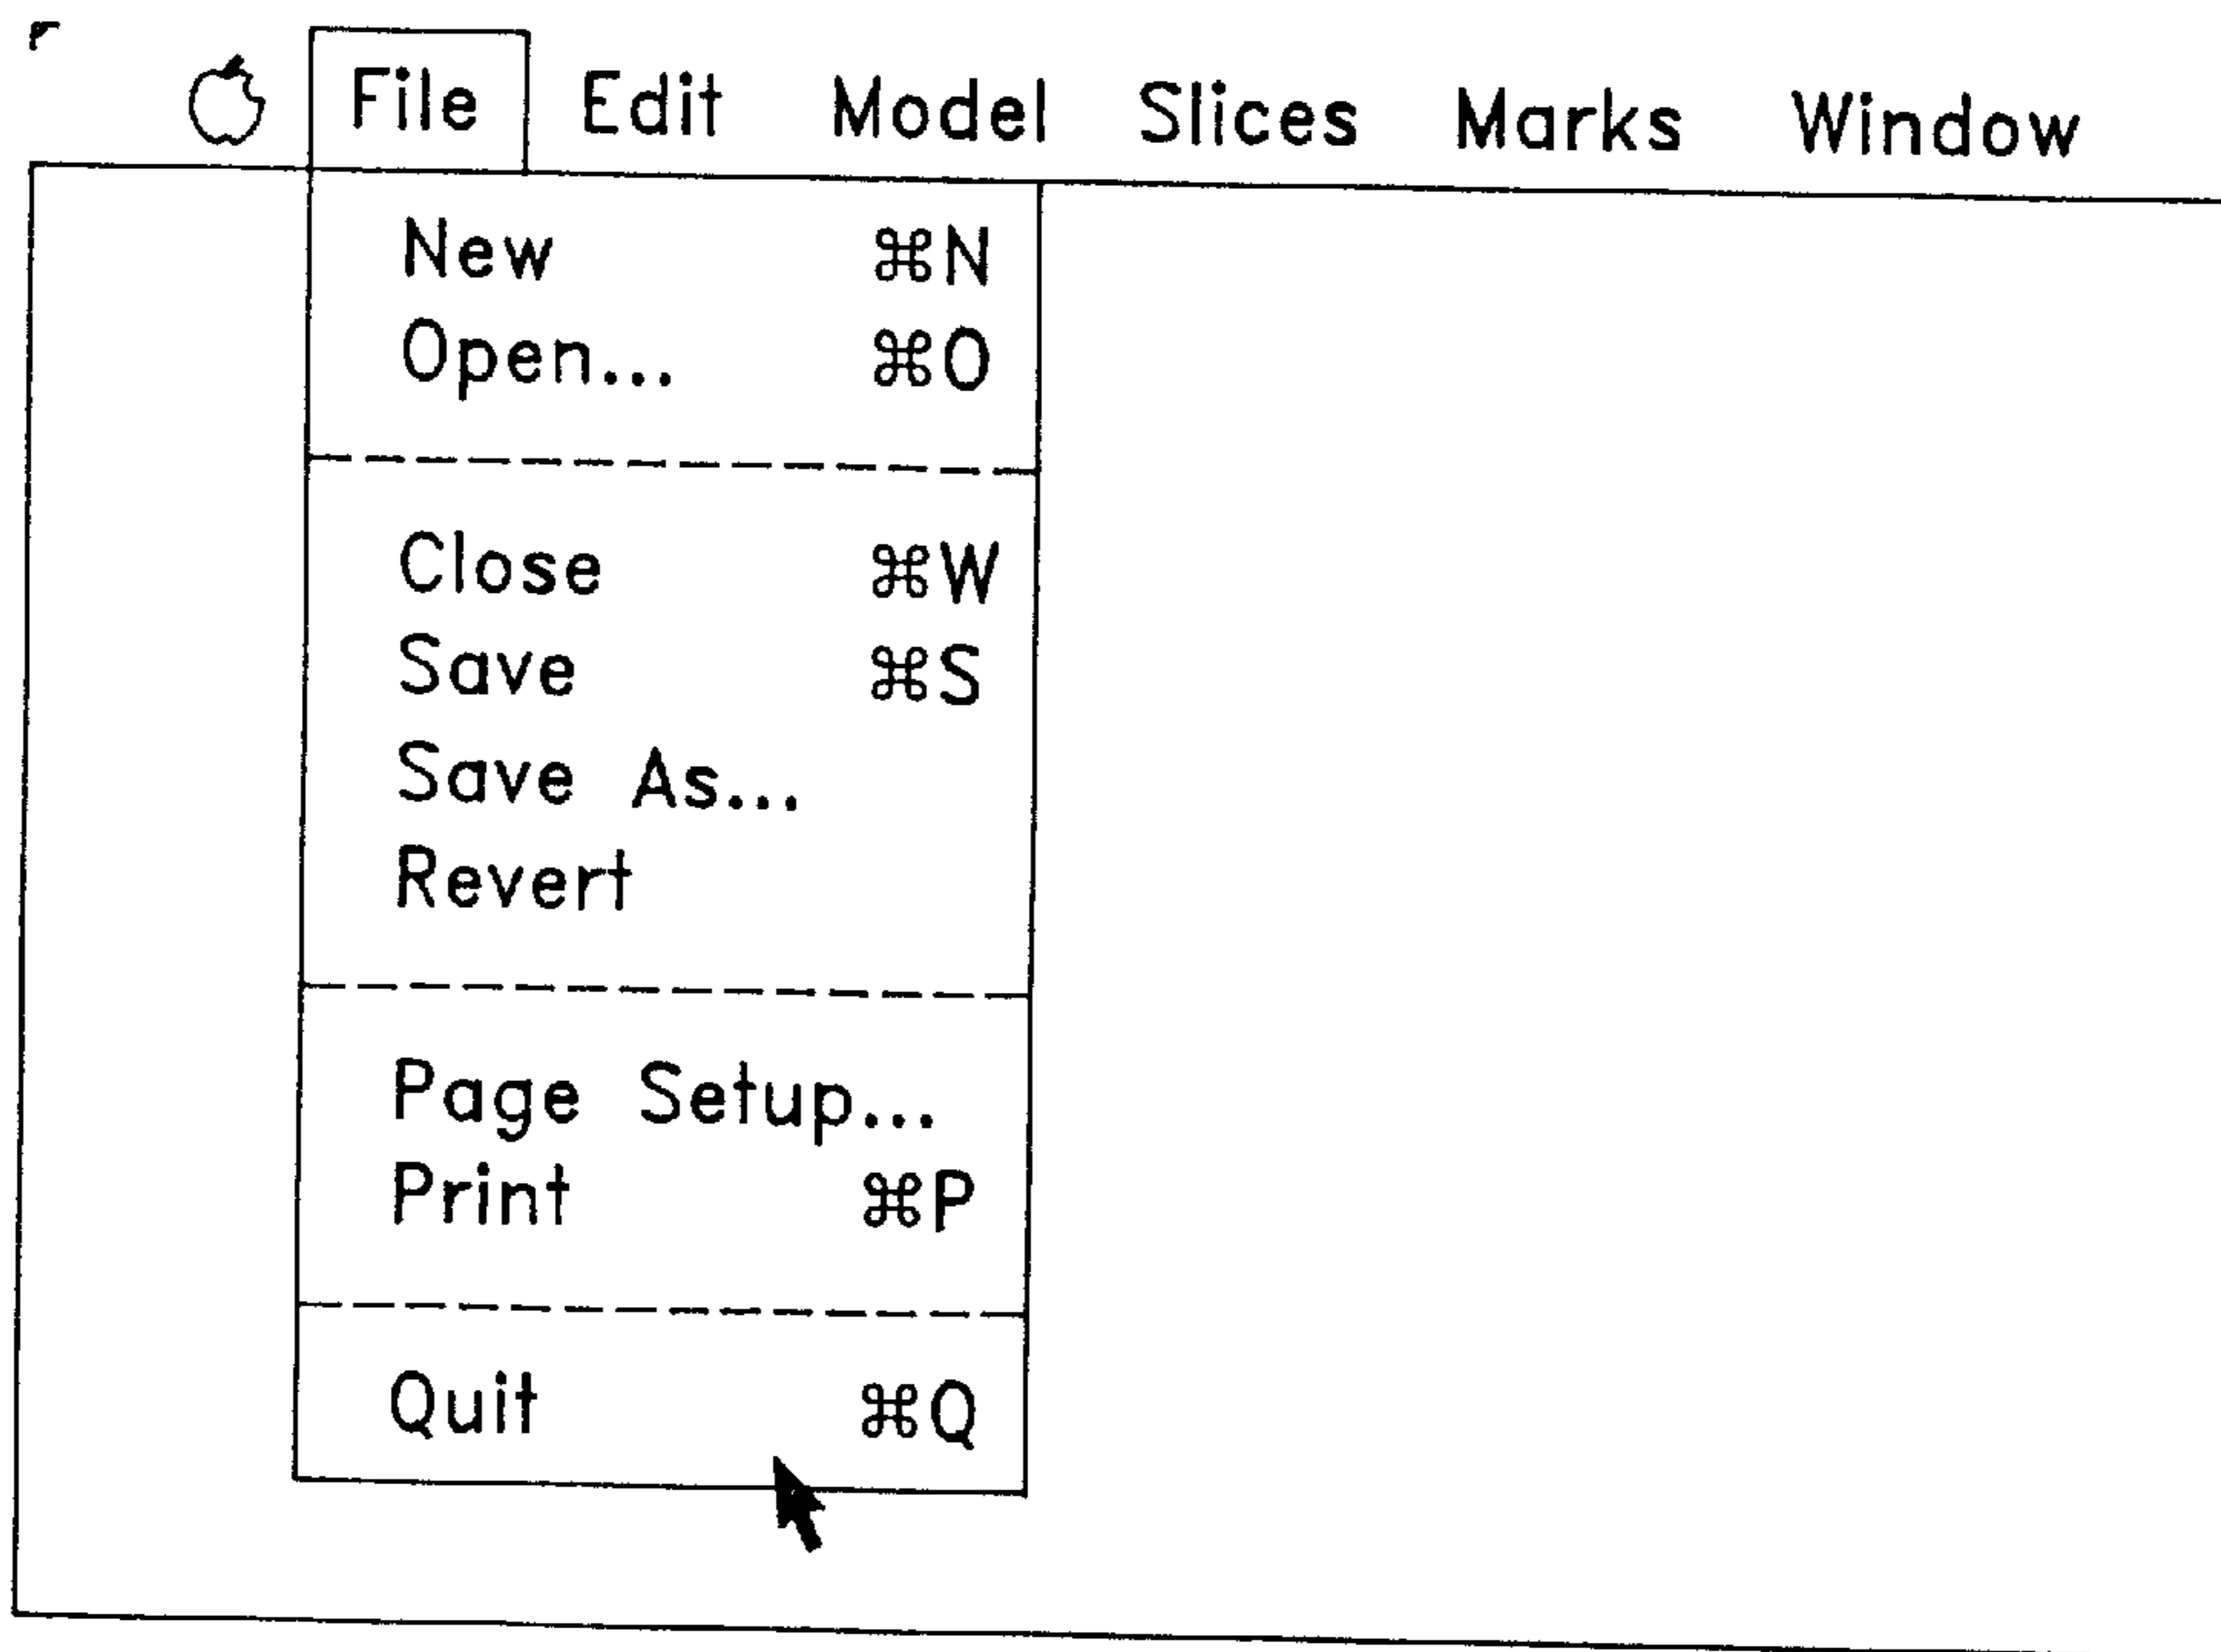 File Edit Model Slices Marks Window
New ⌘N
Open... ⌘O
Close ⌘W
Save ⌘S
Save As...
Revert
Page Setup...
Print ⌘P
Quit ⌘Q